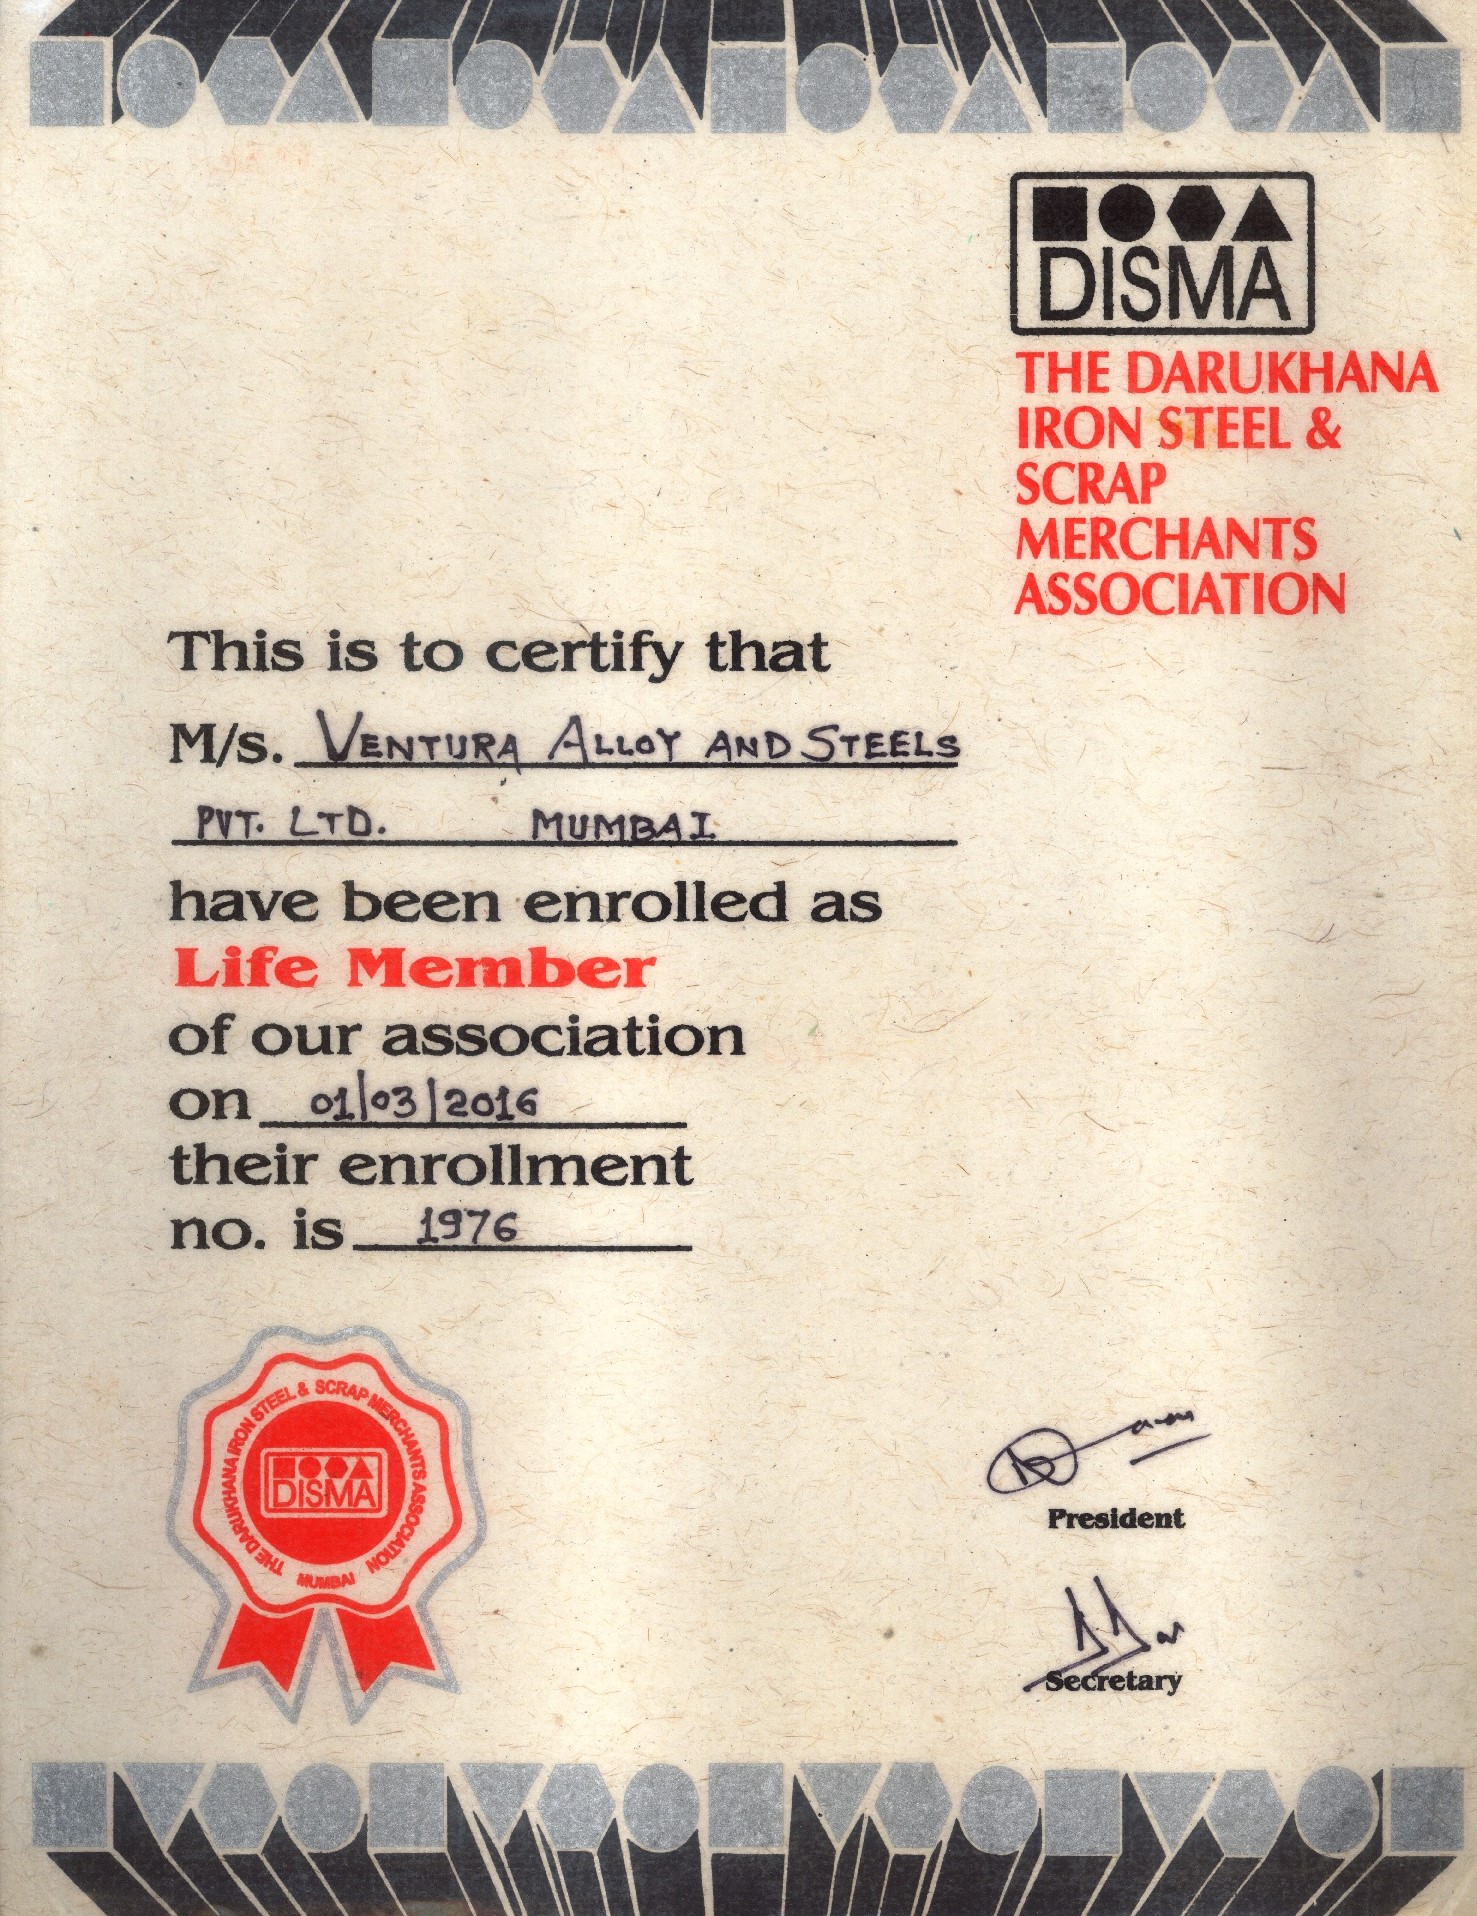 DISMA
THE DARUKHANA
IRON STEEL &
SCRAP
MERCHANTS
ASSOCIATION
This is to certify that
M/s. VENTURA ALLOY AND STEELS
PVT. LTD. MUMBAI
have been enrolled as
Life Member
of our association
on 01/03/2016
their enrollment
no. is 1976
THE DARUKHANA IRON STEEL & SCRAP MERCHANTS ASSOCIATION
MUMBAI
DISMA
President
Secretary